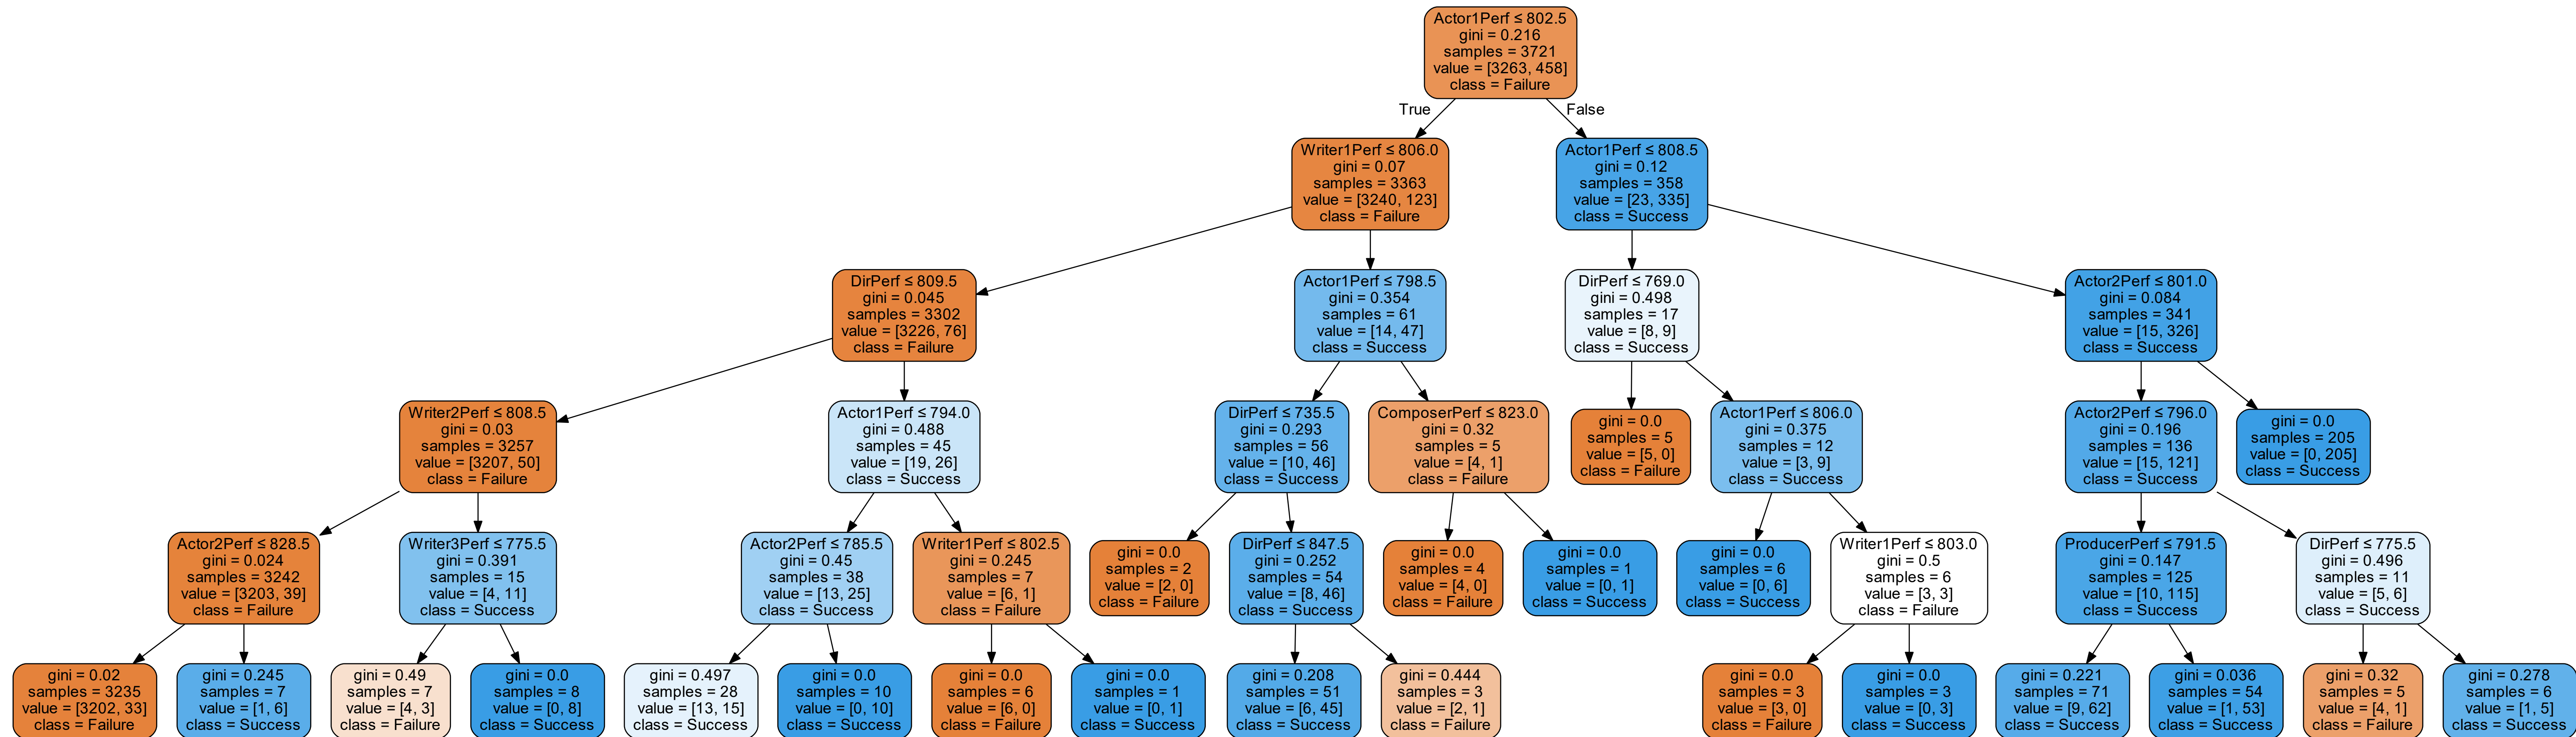 Actor1Perf ≤ 802.5
gini = 0.216
samples = 3721
value = [3263, 458]
class = Failure
True
False
Writer1Perf ≤ 806.0
gini = 0.07
samples = 3363
value = [3240, 123]
class = Failure
Actor1Perf ≤ 808.5
gini = 0.12
samples = 358
value = [23, 335]
class = Success
DirPerf ≤ 809.5
gini = 0.045
samples = 3302
value = [3226, 76]
class = Failure
Actor1Perf ≤ 798.5
gini = 0.354
samples = 61
value = [14, 47]
class = Success
DirPerf ≤ 769.0
gini = 0.498
samples = 17
value = [8, 9]
class = Success
Actor2Perf ≤ 801.0
gini = 0.084
samples = 341
value = [15, 326]
class = Success
Writer2Perf ≤ 808.5
gini = 0.03
samples = 3257
value = [3207, 50]
class = Failure
Actor1Perf ≤ 794.0
gini = 0.488
samples = 45
value = [19, 26]
class = Success
DirPerf ≤ 735.5
gini = 0.293
samples = 56
value = [10, 46]
class = Success
ComposerPerf ≤ 823.0
gini = 0.32
samples = 5
value = [4, 1]
class = Failure
gini = 0.0
samples = 5
value = [5, 0]
class = Failure
Actor1Perf ≤ 806.0
gini = 0.375
samples = 12
value = [3, 9]
class = Success
Actor2Perf ≤ 796.0
gini = 0.196
samples = 136
value = [15, 121]
class = Success
gini = 0.0
samples = 205
value = [0, 205]
class = Success
Actor2Perf ≤ 828.5
gini = 0.024
samples = 3242
value = [3203, 39]
class = Failure
Writer3Perf ≤ 775.5
gini = 0.391
samples = 15
value = [4, 11]
class = Success
Actor2Perf ≤ 785.5
gini = 0.45
samples = 38
value = [13, 25]
class = Success
Writer1Perf ≤ 802.5
gini = 0.245
samples = 7
value = [6, 1]
class = Failure
gini = 0.0
samples = 2
value = [2, 0]
class = Failure
DirPerf ≤ 847.5
gini = 0.252
samples = 54
value = [8, 46]
class = Success
gini = 0.0
samples = 4
value = [4, 0]
class = Failure
gini = 0.0
samples = 1
value = [0, 1]
class = Success
gini = 0.0
samples = 6
value = [0, 6]
class = Success
Writer1Perf ≤ 803.0
gini = 0.5
samples = 6
value = [3, 3]
class = Failure
ProducerPerf ≤ 791.5
gini = 0.147
samples = 125
value = [10, 115]
class = Success
DirPerf ≤ 775.5
gini = 0.496
samples = 11
value = [5, 6]
class = Success
gini = 0.02
samples = 3235
value = [3202, 33]
class = Failure
gini = 0.245
samples = 7
value = [1, 6]
class = Success
gini = 0.49
samples = 7
value = [4, 3]
class = Failure
gini = 0.0
samples = 8
value = [0, 8]
class = Success
gini = 0.497
samples = 28
value = [13, 15]
class = Success
gini = 0.0
samples = 10
value = [0, 10]
class = Success
gini = 0.0
samples = 6
value = [6, 0]
class = Failure
gini = 0.0
samples = 1
value = [0, 1]
class = Success
gini = 0.208
samples = 51
value = [6, 45]
class = Success
gini = 0.444
samples = 3
value = [2, 1]
class = Failure
gini = 0.0
samples = 3
value = [3, 0]
class = Failure
gini = 0.0
samples = 3
value = [0, 3]
class = Success
gini = 0.221
samples = 71
value = [9, 62]
class = Success
gini = 0.036
samples = 54
value = [1, 53]
class = Success
gini = 0.32
samples = 5
value = [4, 1]
class = Failure
gini = 0.278
samples = 6
value = [1, 5]
class = Success